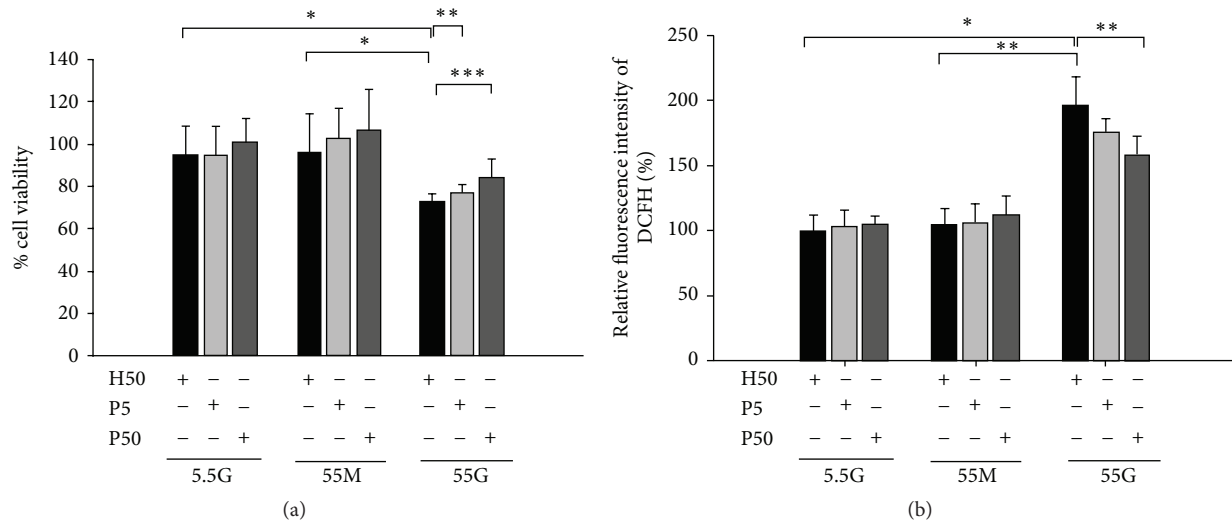 * **
*
***
140
120
100
80
60
40
20
0
% cell viability
H50 + − − + − − + − −
P5 − + − − + − − + −
P50 − − + − − + − − +
5.5G 55M 55G
(a)
* **
**
250
200
150
100
50
0
Relative fluorescence intensity of
DCFH (%)
H50 + − − + − − + − −
P5 − + − − + − − + −
P50 − − + − − + − − +
5.5G 55M 55G
(b)